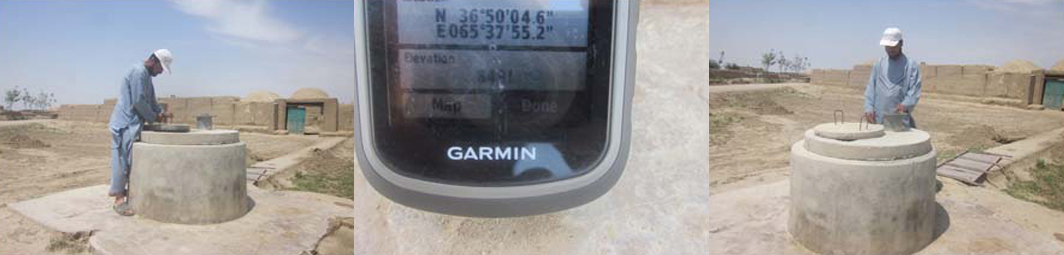 N 36°50'04.6"
E065°37'55.2"
Elevation
Map
Done
GARMIN